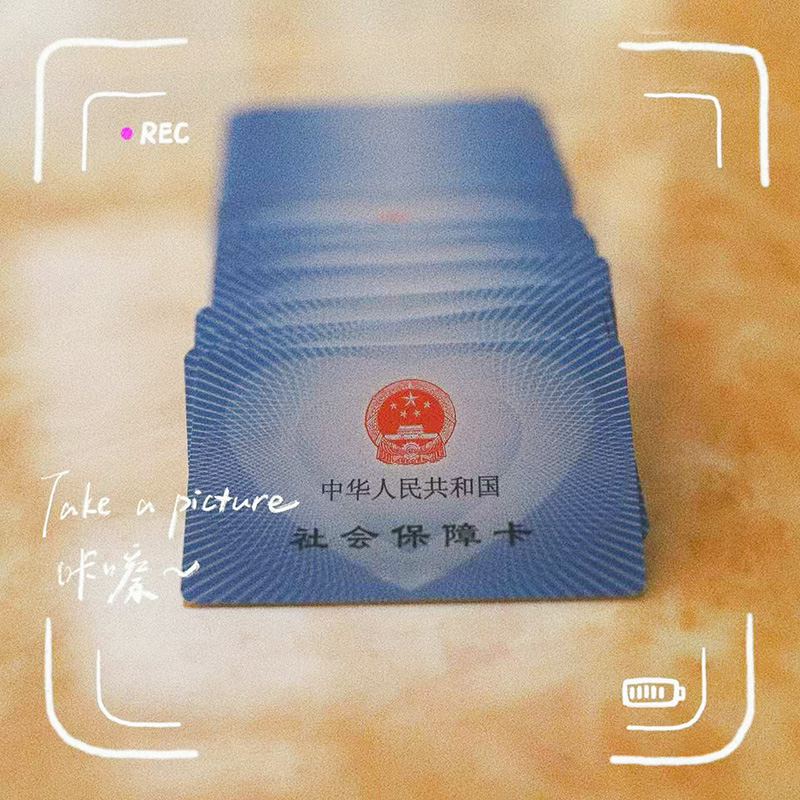 REC
中华人民共和国
Take a picture
社会保障卡
咔嚓~